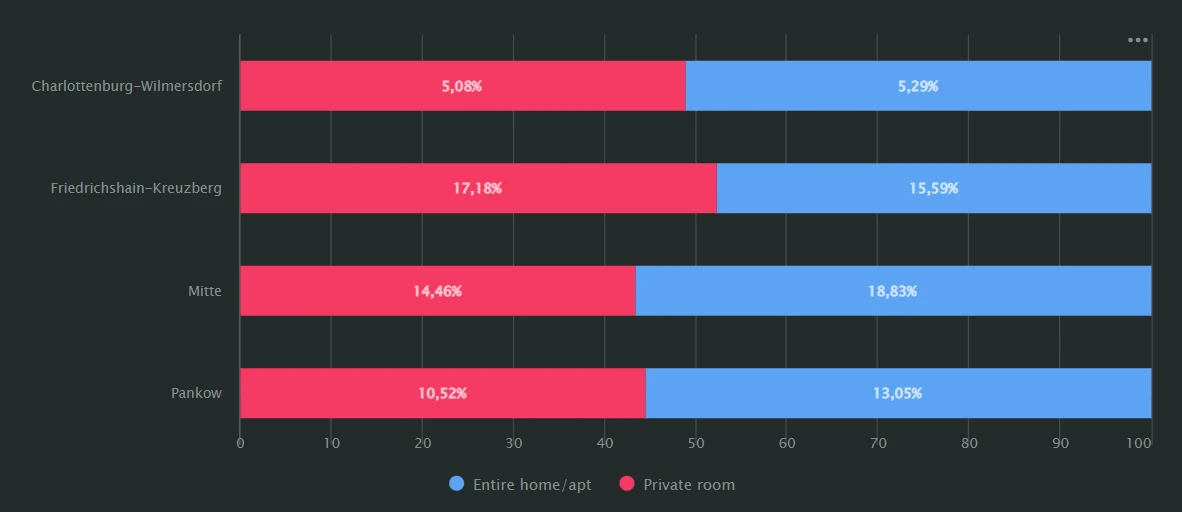 Charlottenburg-Wilmersdorf 5,08% 5,29%
Friedrichshain-Kreuzberg 17,18% 15,59%
Mitte 14,46% 18,83%
Pankow 10,52% 13,05%
0 10 20 30 40 50 60 70 80 90 100
Entire home/apt Private room